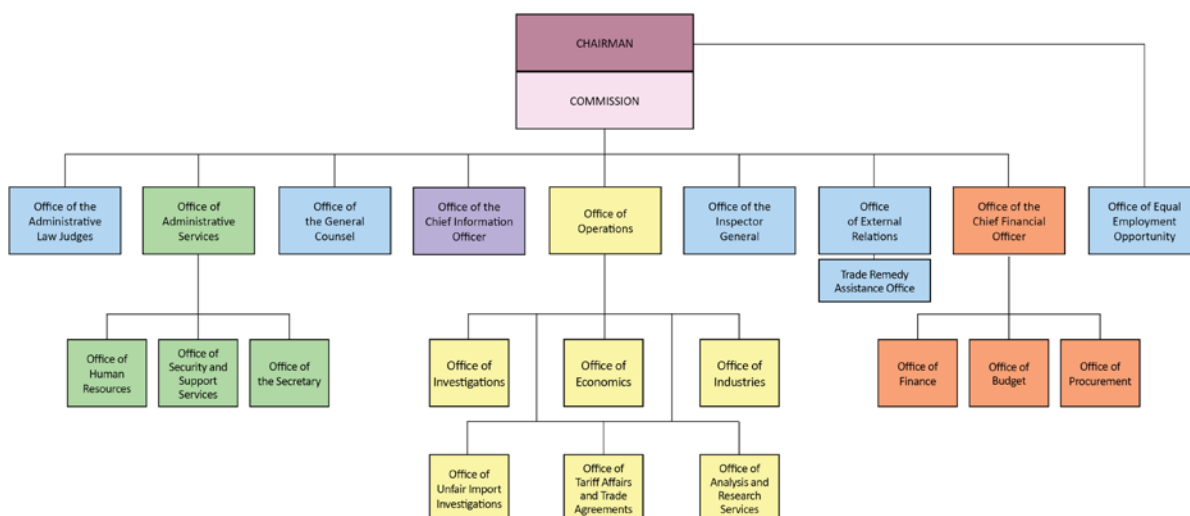 CHAIRMAN
COMMISSION
Office of the
Administrative
Law Judges
Office of
Administrative
Services
Office of
the General
Counsel
Office of the
Chief Information
Officer
Office of
Operations
Office of
the Inspector
General
Office
of External
Relations
Office of the
Chief Financial
Officer
Office of Equal
Employment
Opportunity
Trade Remedy
Assistance Office
Office of
Human
Resources
Office of
Security and
Support
Services
Office of
the Secretary
Office of
Investigations
Office of
Economics
Office of
Industries
Office of
Finance
Office of
Budget
Office of
Procurement
Office of
Unfair Import
Investigations
Office of
Tariff Affairs
and Trade
Agreements
Office of
Analysis and
Research
Services